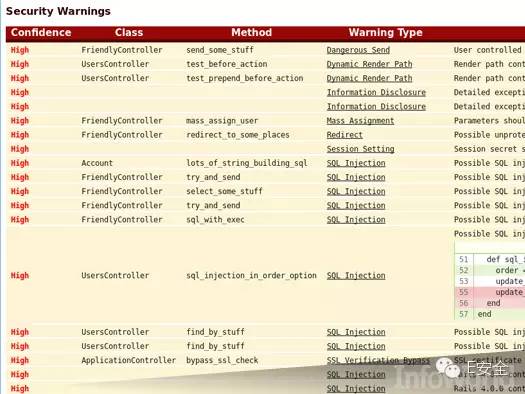 Security Warnings
Confidence Class Method Warning Type
High FriendlyController send_some_stuff Dangerous Send User controlled
High UsersController test_before_action Dynamic Render Path Render path cont
High UsersController test_prepend_before_action Dynamic Render Path Render path cont
High Information Disclosure Detailed excepti
High Information Disclosure Detailed excepti
High FriendlyController mass_assign_user Mass Assignment Parameters shoul
High FriendlyController redirect_to_some_places Redirect Possible unprote
High Session Setting Session secret s
High Account lots_of_string_building_sql SQL Injection Possible SQL inj
High FriendlyController try_and_send SQL Injection Possible SQL inj
High FriendlyController select_some_stuff SQL Injection Possible SQL inj
High FriendlyController try_and_send SQL Injection Possible SQL inj
High FriendlyController sql_with_exec SQL Injection Possible SQL inj
Possible SQL inj
51 def sql_i
52 order =
53 update_
High UsersController sql_injection_in_order_option SQL Injection
55 update_
56 end
57 end
High UsersController find_by_stuff SQL Injection Possible SQL inj
High UsersController find_by_stuff SQL Injection Possible SQL inj
High ApplicationController bypass_ssl_check SSL Verification Bypass SSL certificate
High SQL Injection
E安全
High SQL Injection Rails 4.0.0 cont